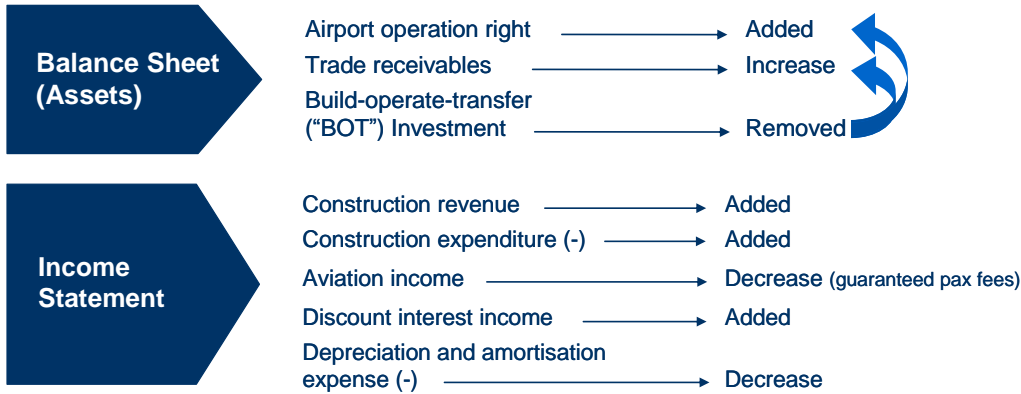 Balance Sheet
(Assets)
Airport operation right Added
Trade receivables Increase
Build-operate-transfer
(“BOT”) Investment Removed
Income
Statement
Construction revenue Added
Construction expenditure (-) Added
Aviation income Decrease (guaranteed pax fees)
Discount interest income Added
Depreciation and amortisation
expense (-) Decrease